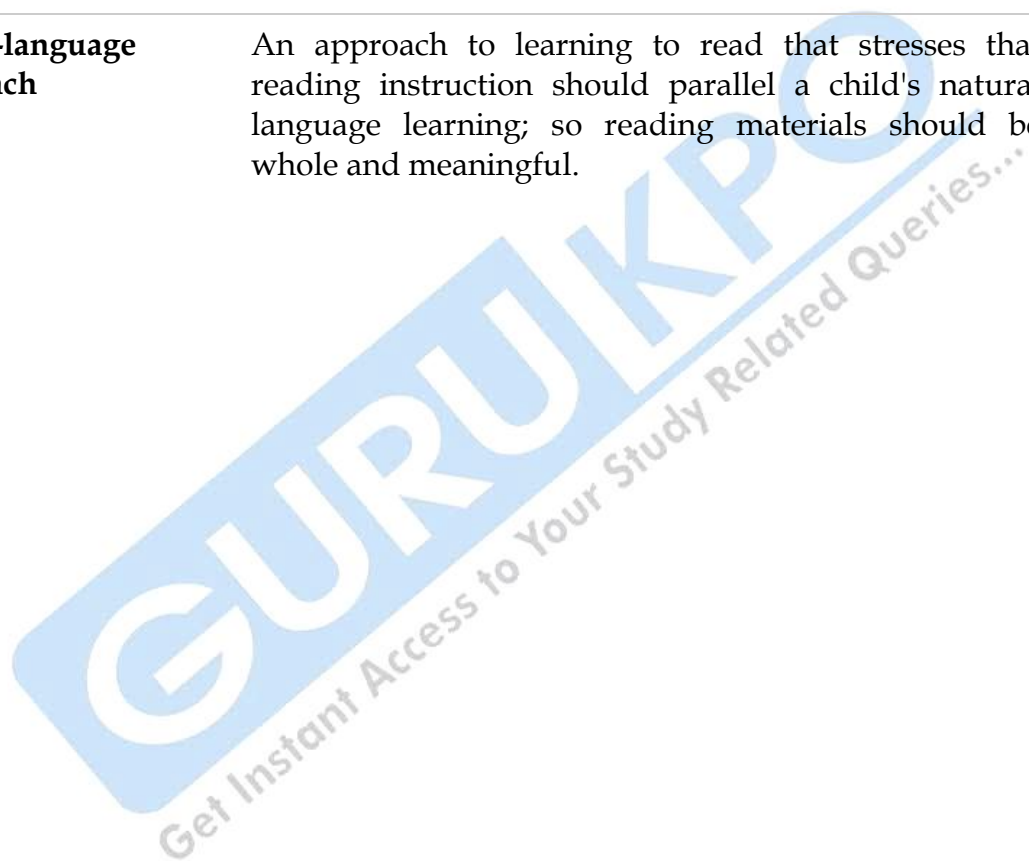 -language
ach
An approach to learning to read that stresses tha
reading instruction should parallel a child's natura
language learning; so reading materials should be
whole and meaningful.
GURUKPO
Get Instant Access to Your Study Related Queries...